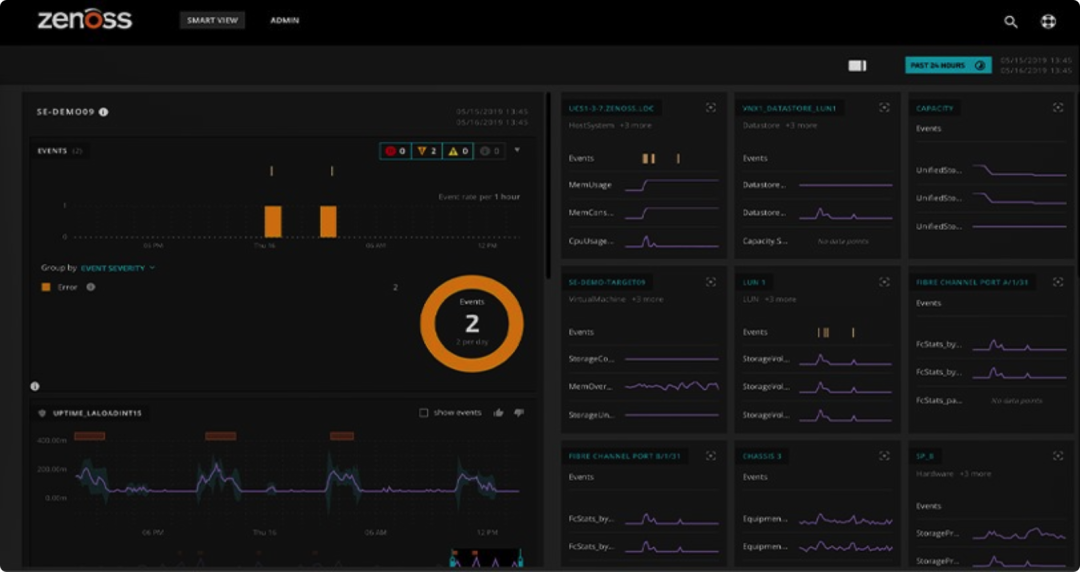 zenoss
SMART VIEW
ADMIN
PAST 24 HOURS
05/15/2019 13:45
05/16/2019 13:45
SE-DEMO09
05/15/2019 13:45
05/16/2019 13:45
EVENTS (2)
0
2
0
0
Event rate per 1 hour
1
0
06 PM
Thu 16
06 AM
12 PM
Group by EVENT SEVERITY
Error
2
Events
2
2 per day
UPTIME_LALOADINT15
show events
400.00m
200.00m
0.00m
06 PM
Thu 16
06 AM
12 PM
UCS1-3-7.ZENOSS.LOC
HostSystem +3 more
Events
MemUsage
MemCons...
CpuUsage...
VNX1_DATASTORE_LUN1
Datastore +3 more
Events
Datastore...
Datastore...
Capacity.S...
No data points
CAPACITY
Events
UnifiedSto...
UnifiedSto...
UnifiedSto...
SE-DEMO-TARGET09
VirtualMachine +3 more
Events
StorageCo...
MemOver...
StorageUn...
LUN 1
LUN +3 more
Events
StorageVol...
StorageVol...
StorageVol...
FIBRE CHANNEL PORT A/1/31
Events
FcStats_by...
FcStats_by...
FcStats_pa...
No data points
FIBRE CHANNEL PORT B/1/31
Events
FcStats_by...
FcStats_by...
CHASSIS 3
Events
Equipmen...
Equipmen...
SP_B
Hardware +3 more
Events
StoragePr...
StoragePr...